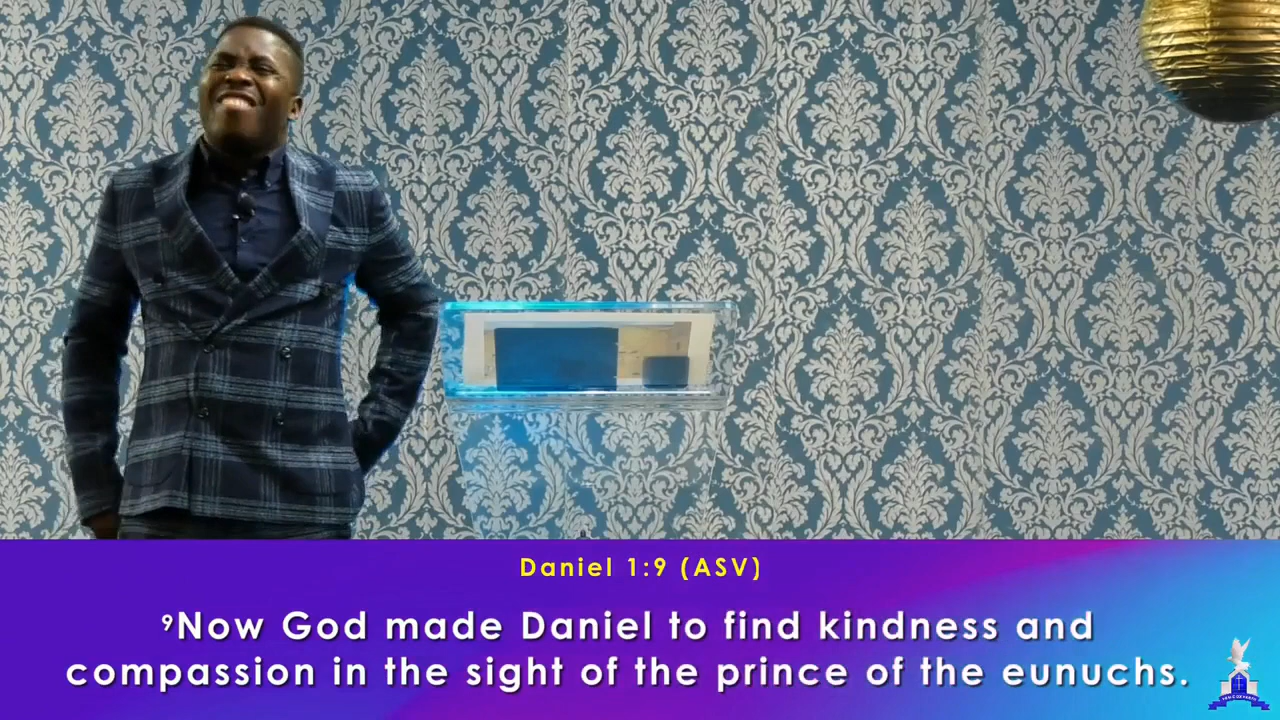 Daniel 1:9 (ASV)
⁹Now God made Daniel to find kindness and
compassion in the sight of the prince of the eunuchs.